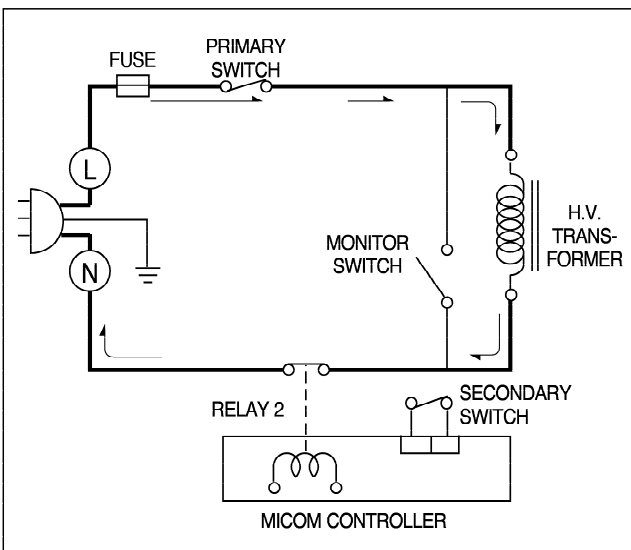 FUSE
PRIMARY
SWITCH
L
N
MONITOR
SWITCH
H.V.
TRANS-
FORMER
RELAY 2
SECONDARY
SWITCH
MICOM CONTROLLER